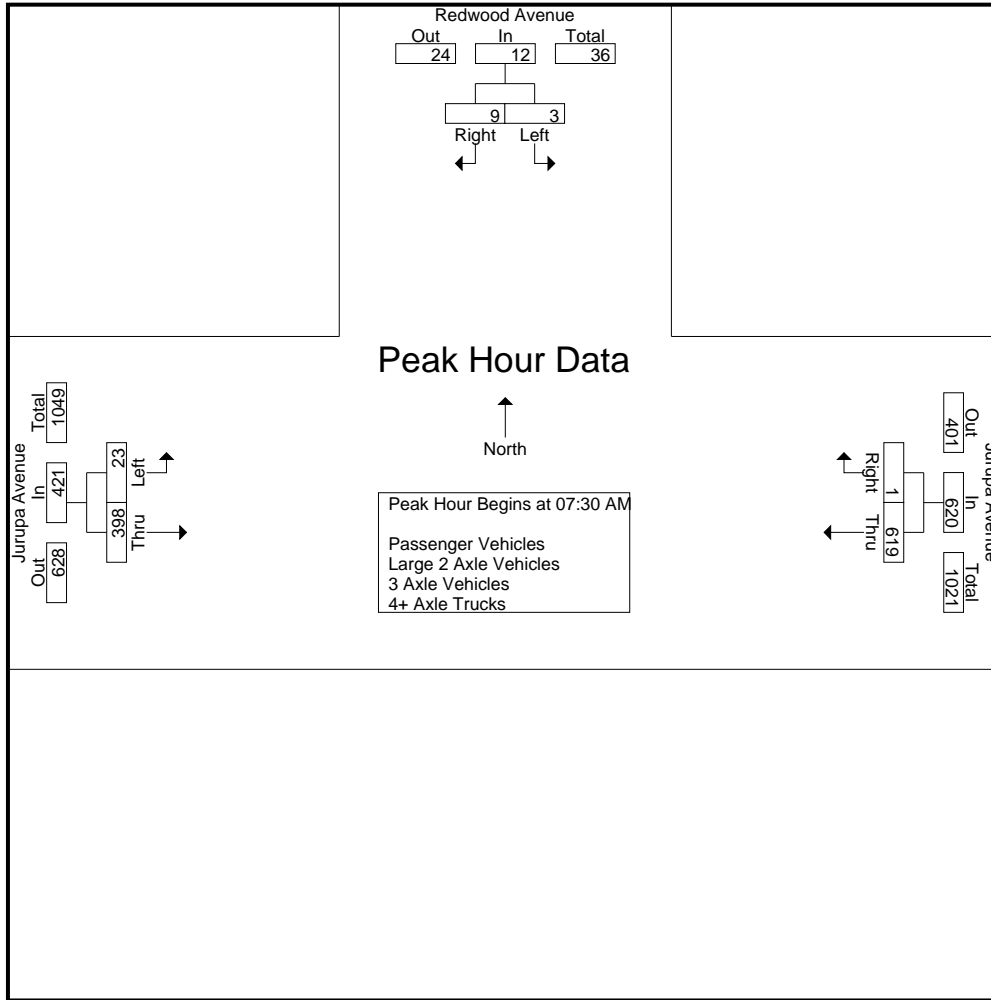 Redwood Avenue
Out In Total
24 12 36
9 3
Right Left
Peak Hour Data
North
Peak Hour Begins at 07:30 AM
Passenger Vehicles
Large 2 Axle Vehicles
3 Axle Vehicles
4+ Axle Trucks
Jurupa Avenue
Out In Total
628 421 1049
Thru Left
398 23
Jurupa Avenue
Out In Total
401 620 1021
Right Thru
1 619